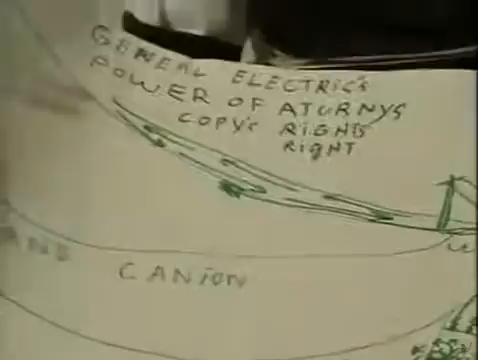 GENERAL ELECTRIC'S
POWER OF ATURNYS
COPY'S RIGHTS
RIGHT
CANION